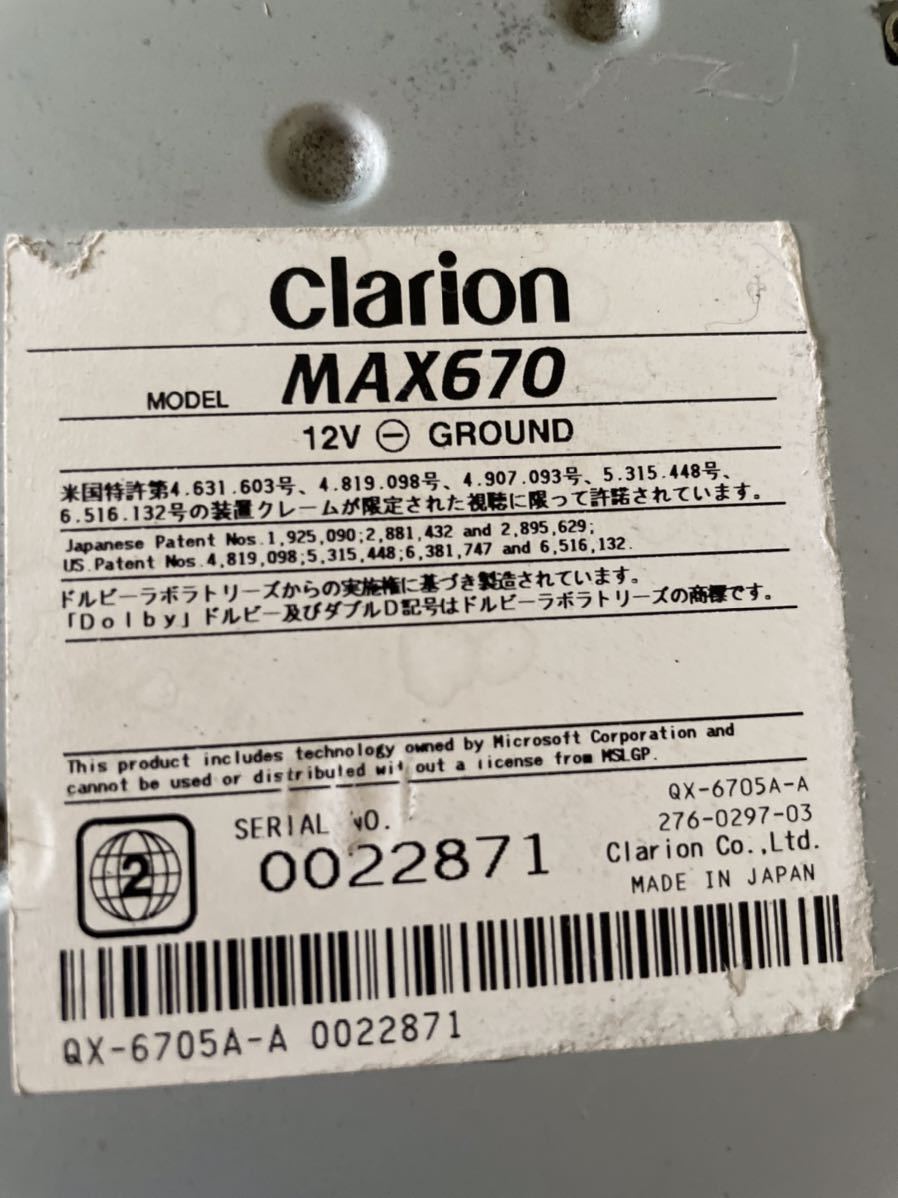 clarion
MODEL MAX670
12V ⊖ GROUND
米国特許第4.631.603号、4.819.098号、4.907.093号、5.315.448号、
6.516.132号の装置クレームが限定された視聴に限って許諾されています。
Japanese Patent Nos.1,925,090;2,881,432 and 2,895,629;
US.Patent Nos.4,819,098;5,315,448;6,381,747 and 6,516,132.
ドルビーラボラトリーズからの実施権に基づき製造されています。
「Dolby」ドルビー及びダブルD記号はドルビーラボラトリーズの商標です。
This product includes technology owned by Microsoft Corporation and
cannot be used or distributed without a license from MSLGP.
QX-6705A-A
276-0297-03
Clarion Co.,Ltd.
MADE IN JAPAN
SERIAL NO.
0022871
2
QX-6705A-A 0022871